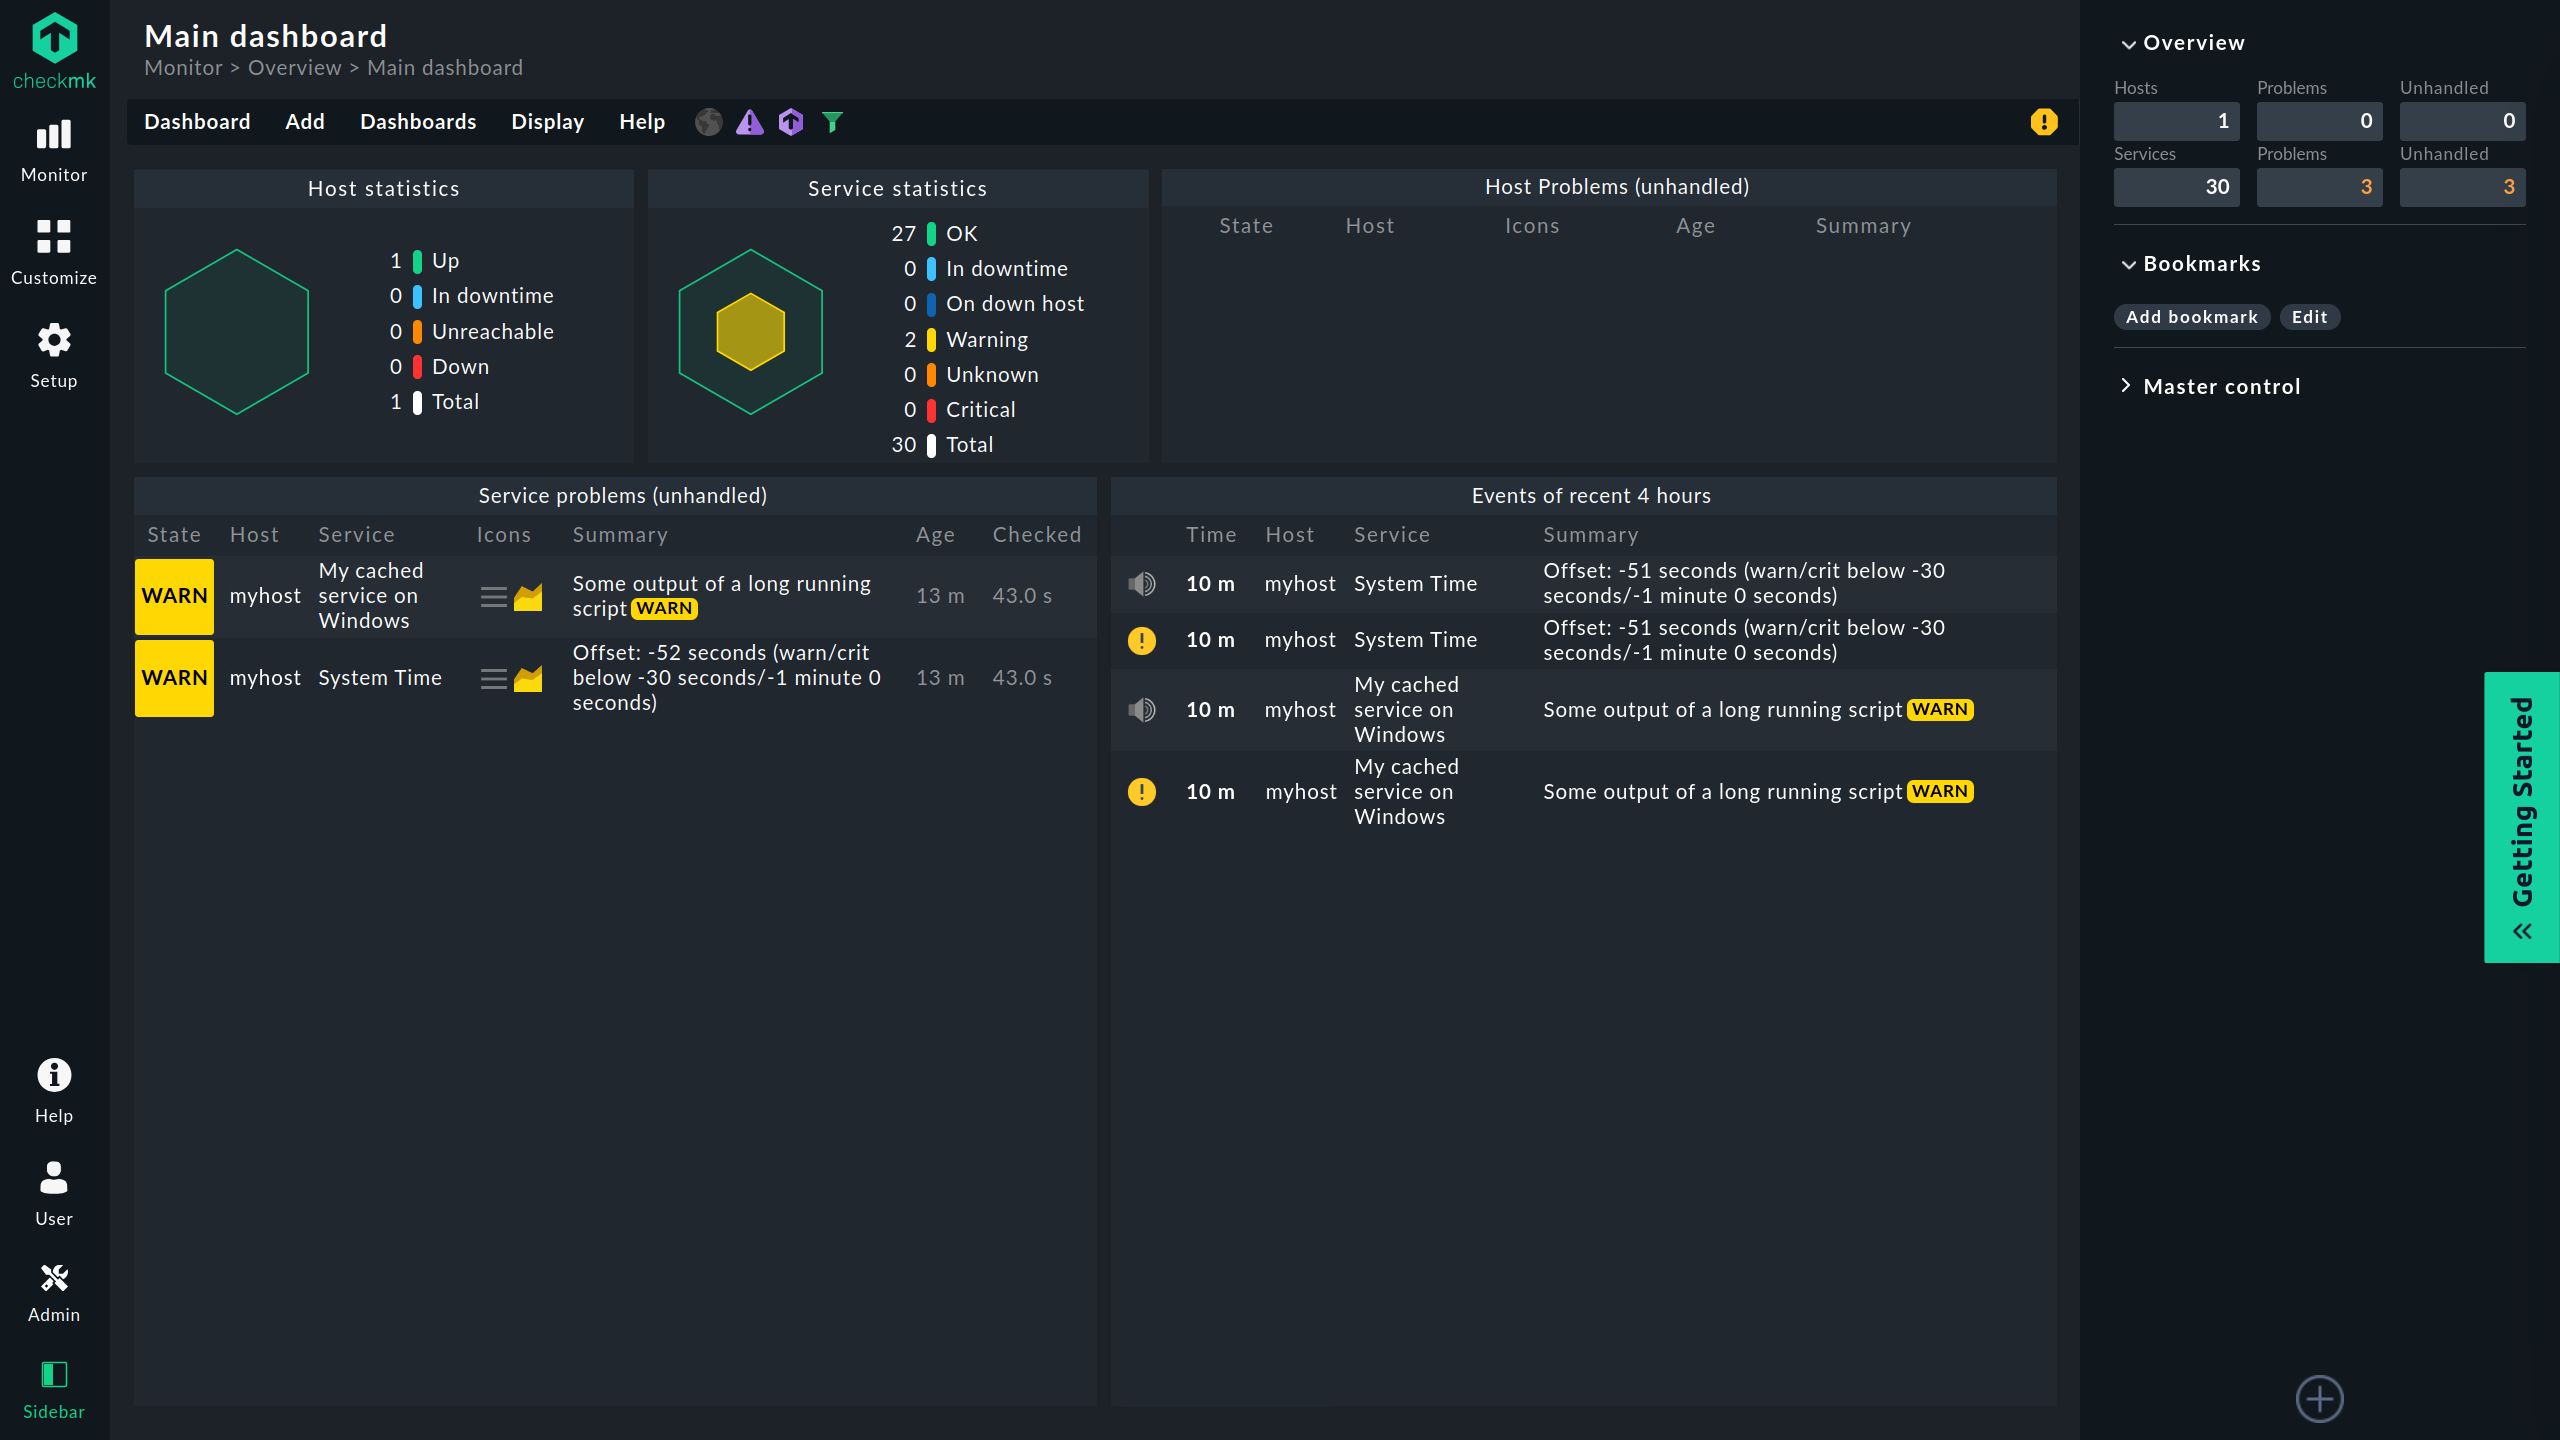 checkmk
Monitor
Customize
Setup
Help
User
Admin
Sidebar
Main dashboard
Monitor > Overview > Main dashboard
Dashboard Add Dashboards Display Help
Host statistics
1 Up
0 In downtime
0 Unreachable
0 Down
1 Total
Service statistics
27 OK
0 In downtime
0 On down host
2 Warning
0 Unknown
0 Critical
30 Total
Host Problems (unhandled)
State Host Icons Age Summary
Service problems (unhandled)
State Host Service Icons Summary Age Checked
WARN myhost
My cached
service on
Windows
Some output of a long running
script WARN
13 m 43.0 s
WARN myhost System Time
Offset: -52 seconds (warn/crit
below -30 seconds/-1 minute 0
seconds)
13 m 43.0 s
Events of recent 4 hours
Time Host Service Summary
10 m myhost System Time
Offset: -51 seconds (warn/crit below -30
seconds/-1 minute 0 seconds)
10 m myhost System Time
Offset: -51 seconds (warn/crit below -30
seconds/-1 minute 0 seconds)
10 m myhost
My cached
service on
Windows
Some output of a long running script WARN
10 m myhost
My cached
service on
Windows
Some output of a long running script WARN
Overview
Hosts Problems Unhandled
1 0 0
Services Problems Unhandled
30 3 3
Bookmarks
Add bookmark Edit
Master control
Getting Started